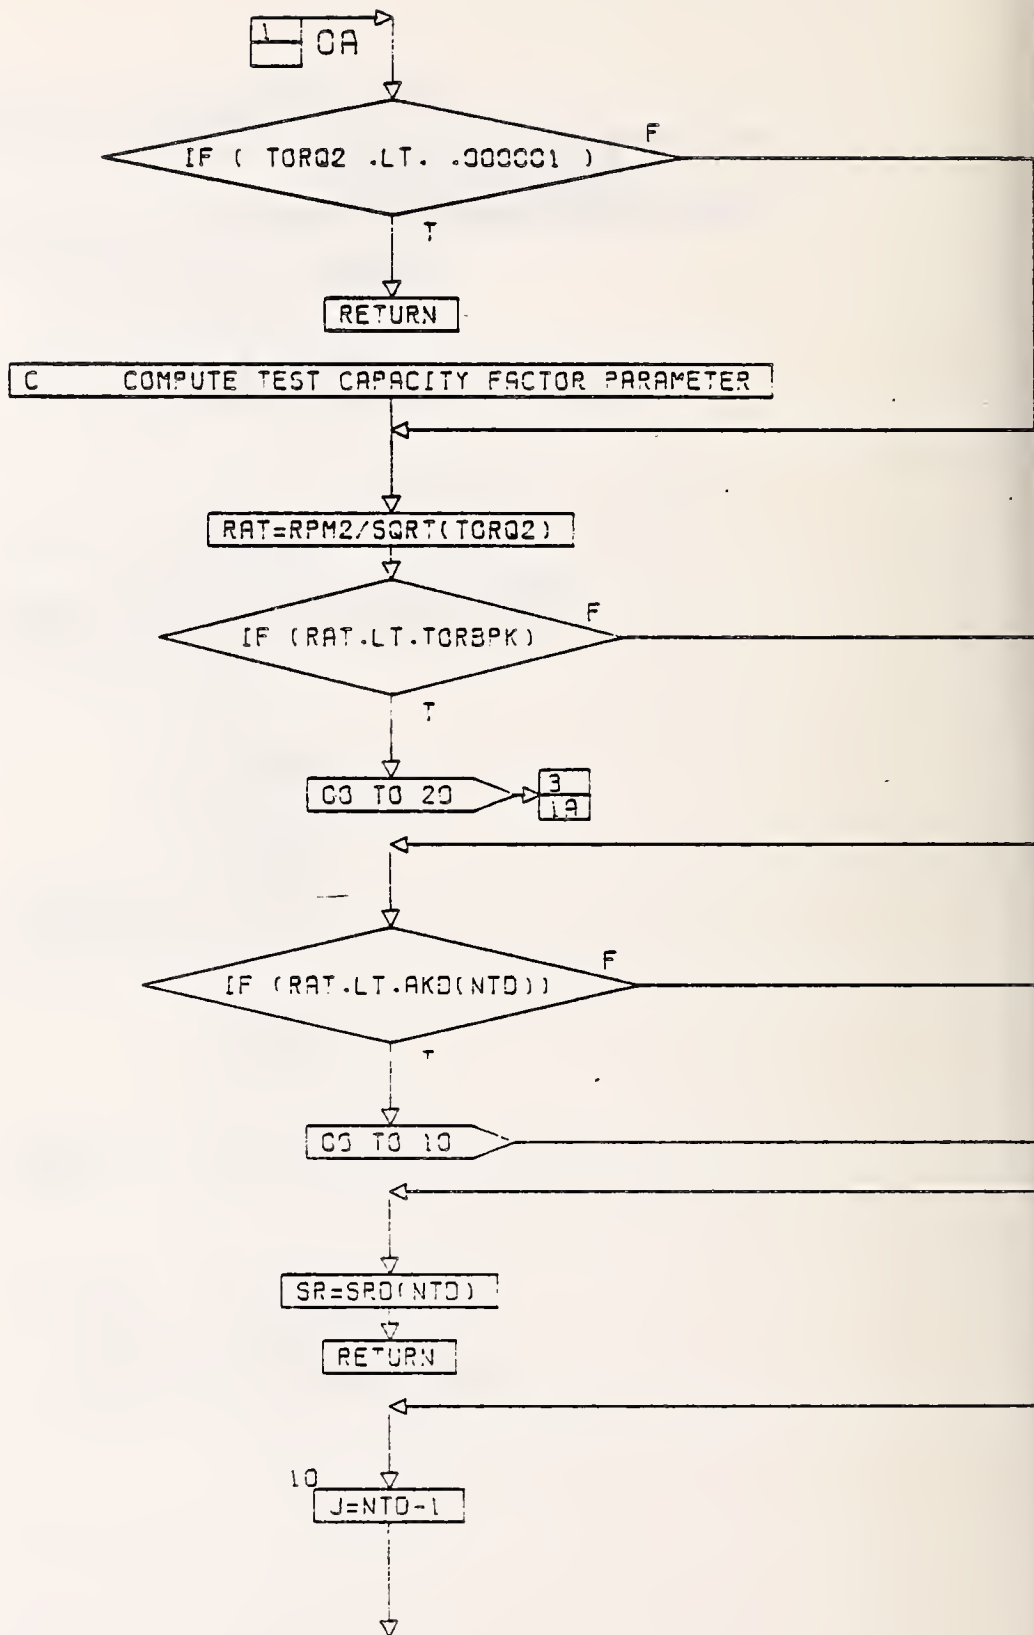 1
0A
IF ( TORQ2 .LT. .000001 )
F
T
RETURN
C COMPUTE TEST CAPACITY FACTOR PARAMETER
RAT=RPM2/SQRT(TORQ2)
IF (RAT.LT.TORBPK)
F
T
GO TO 20
3
1A
IF (RAT.LT.AKD(NTD))
F
T
GO TO 10
SR=SRD(NTD)
RETURN
10
J=NTD-1